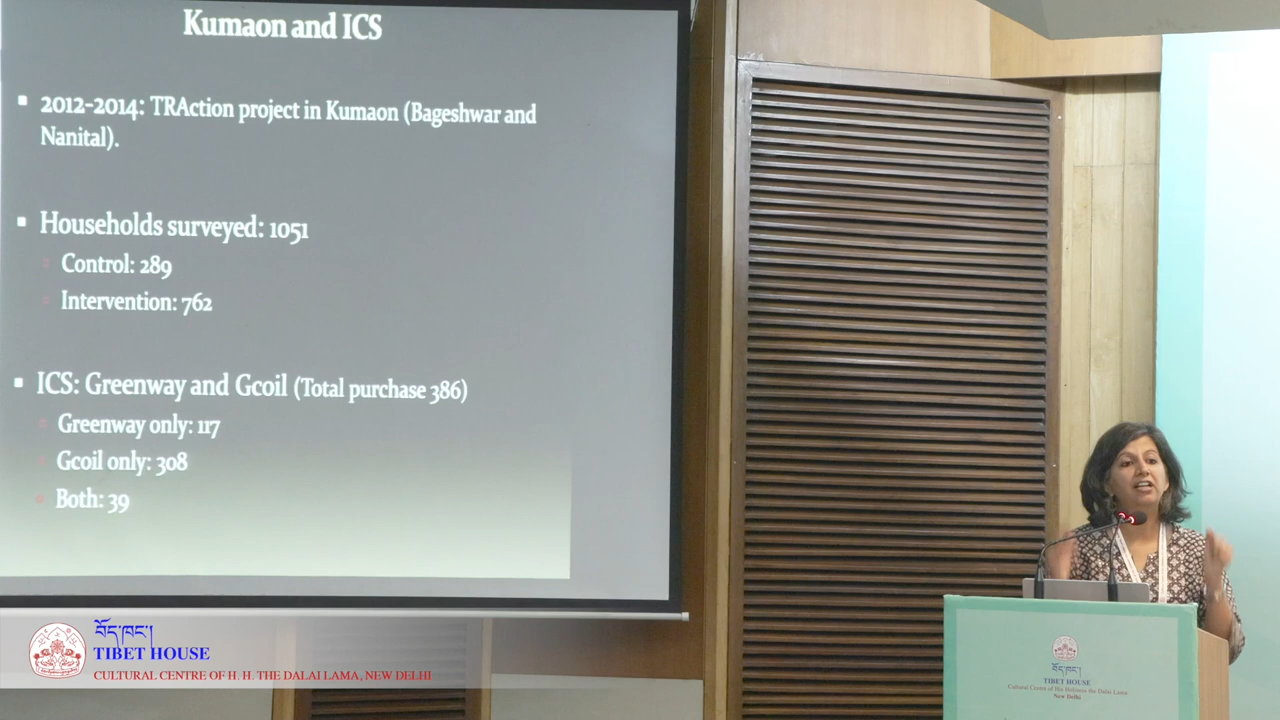 Kumaon and ICS
▪ 2012-2014: TRAction project in Kumaon (Bageshwar and
Nanital).
▪ Households surveyed: 1051
▪ Control: 289
▪ Intervention: 762
▪ ICS: Greenway and Gcoil (Total purchase 386)
▪ Greenway only: 117
▪ Gcoil only: 308
▪ Both: 39
བོད་ཁང་།
TIBET HOUSE
CULTURAL CENTRE OF H. H. THE DALAI LAMA, NEW DELHI
བོད་ཁང་།
TIBET HOUSE
Cultural Centre of His Holiness the Dalai Lama
New Delhi